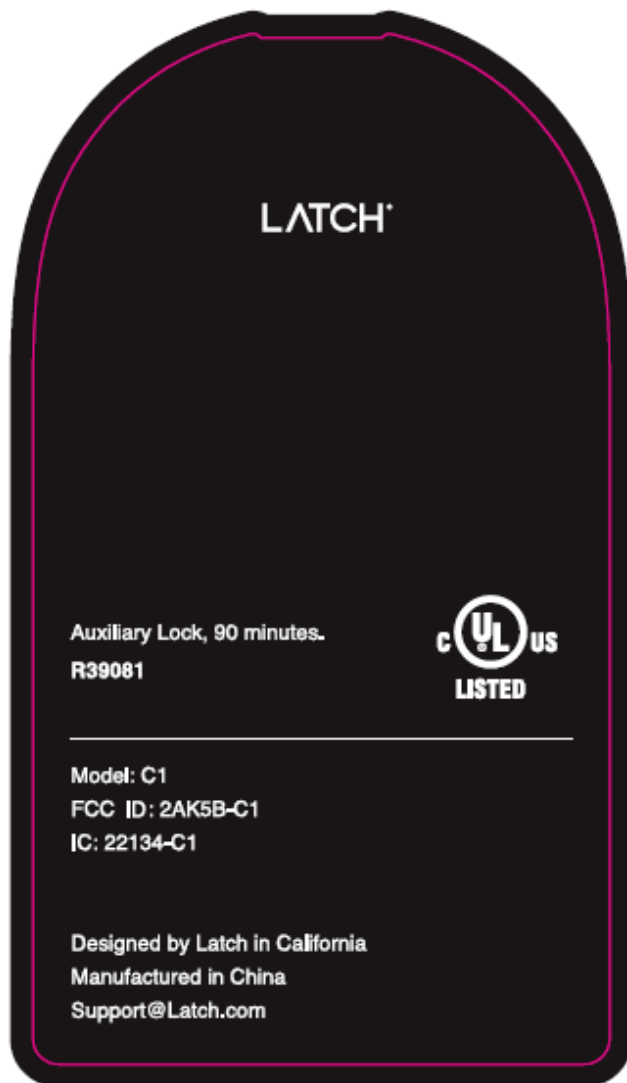 LATCH
Auxiliary Lock, 90 minutes.
R39081
C UL US
LISTED
Model: C1
FCC ID: 2AK5B-C1
IC: 22134-C1
Designed by Latch in California
Manufactured in China
Support@Latch.com